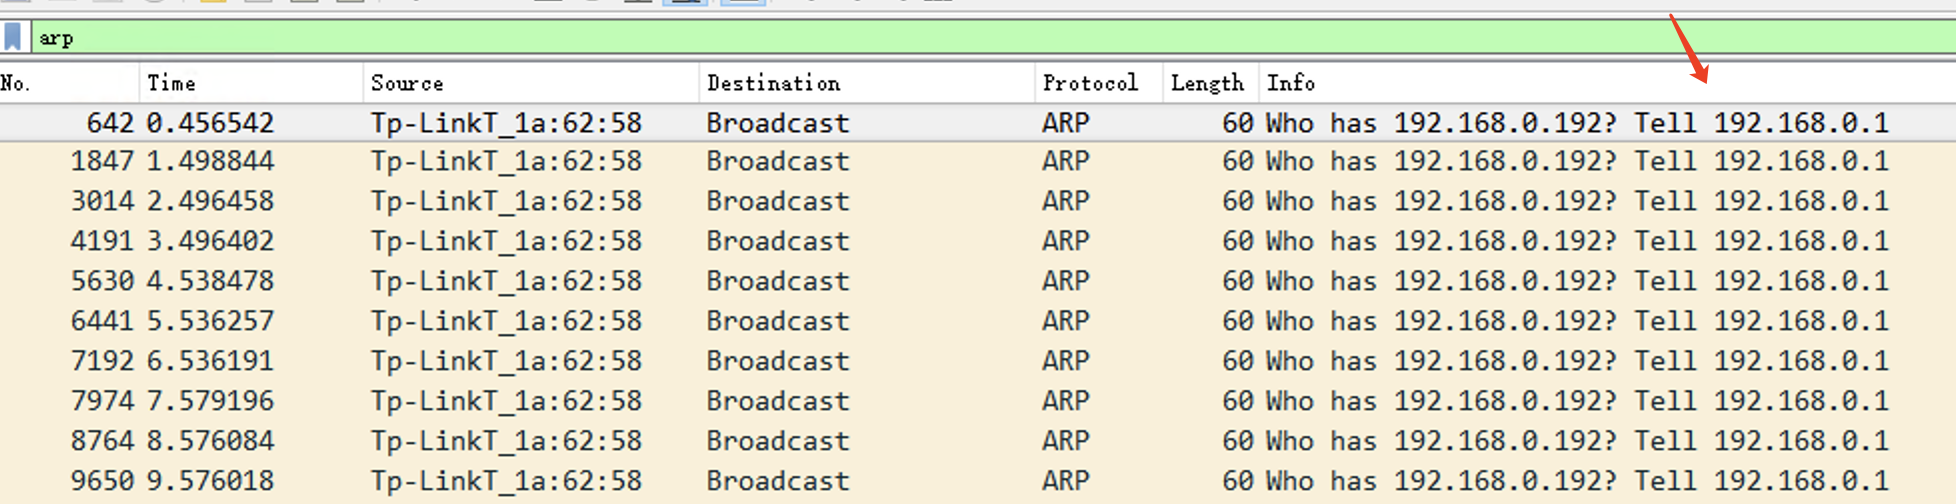 arp
No. Time Source Destination Protocol Length Info
642 0.456542 Tp-LinkT_1a:62:58 Broadcast ARP 60 Who has 192.168.0.192? Tell 192.168.0.1
1847 1.498844 Tp-LinkT_1a:62:58 Broadcast ARP 60 Who has 192.168.0.192? Tell 192.168.0.1
3014 2.496458 Tp-LinkT_1a:62:58 Broadcast ARP 60 Who has 192.168.0.192? Tell 192.168.0.1
4191 3.496402 Tp-LinkT_1a:62:58 Broadcast ARP 60 Who has 192.168.0.192? Tell 192.168.0.1
5630 4.538478 Tp-LinkT_1a:62:58 Broadcast ARP 60 Who has 192.168.0.192? Tell 192.168.0.1
6441 5.536257 Tp-LinkT_1a:62:58 Broadcast ARP 60 Who has 192.168.0.192? Tell 192.168.0.1
7192 6.536191 Tp-LinkT_1a:62:58 Broadcast ARP 60 Who has 192.168.0.192? Tell 192.168.0.1
7974 7.579196 Tp-LinkT_1a:62:58 Broadcast ARP 60 Who has 192.168.0.192? Tell 192.168.0.1
8764 8.576084 Tp-LinkT_1a:62:58 Broadcast ARP 60 Who has 192.168.0.192? Tell 192.168.0.1
9650 9.576018 Tp-LinkT_1a:62:58 Broadcast ARP 60 Who has 192.168.0.192? Tell 192.168.0.1